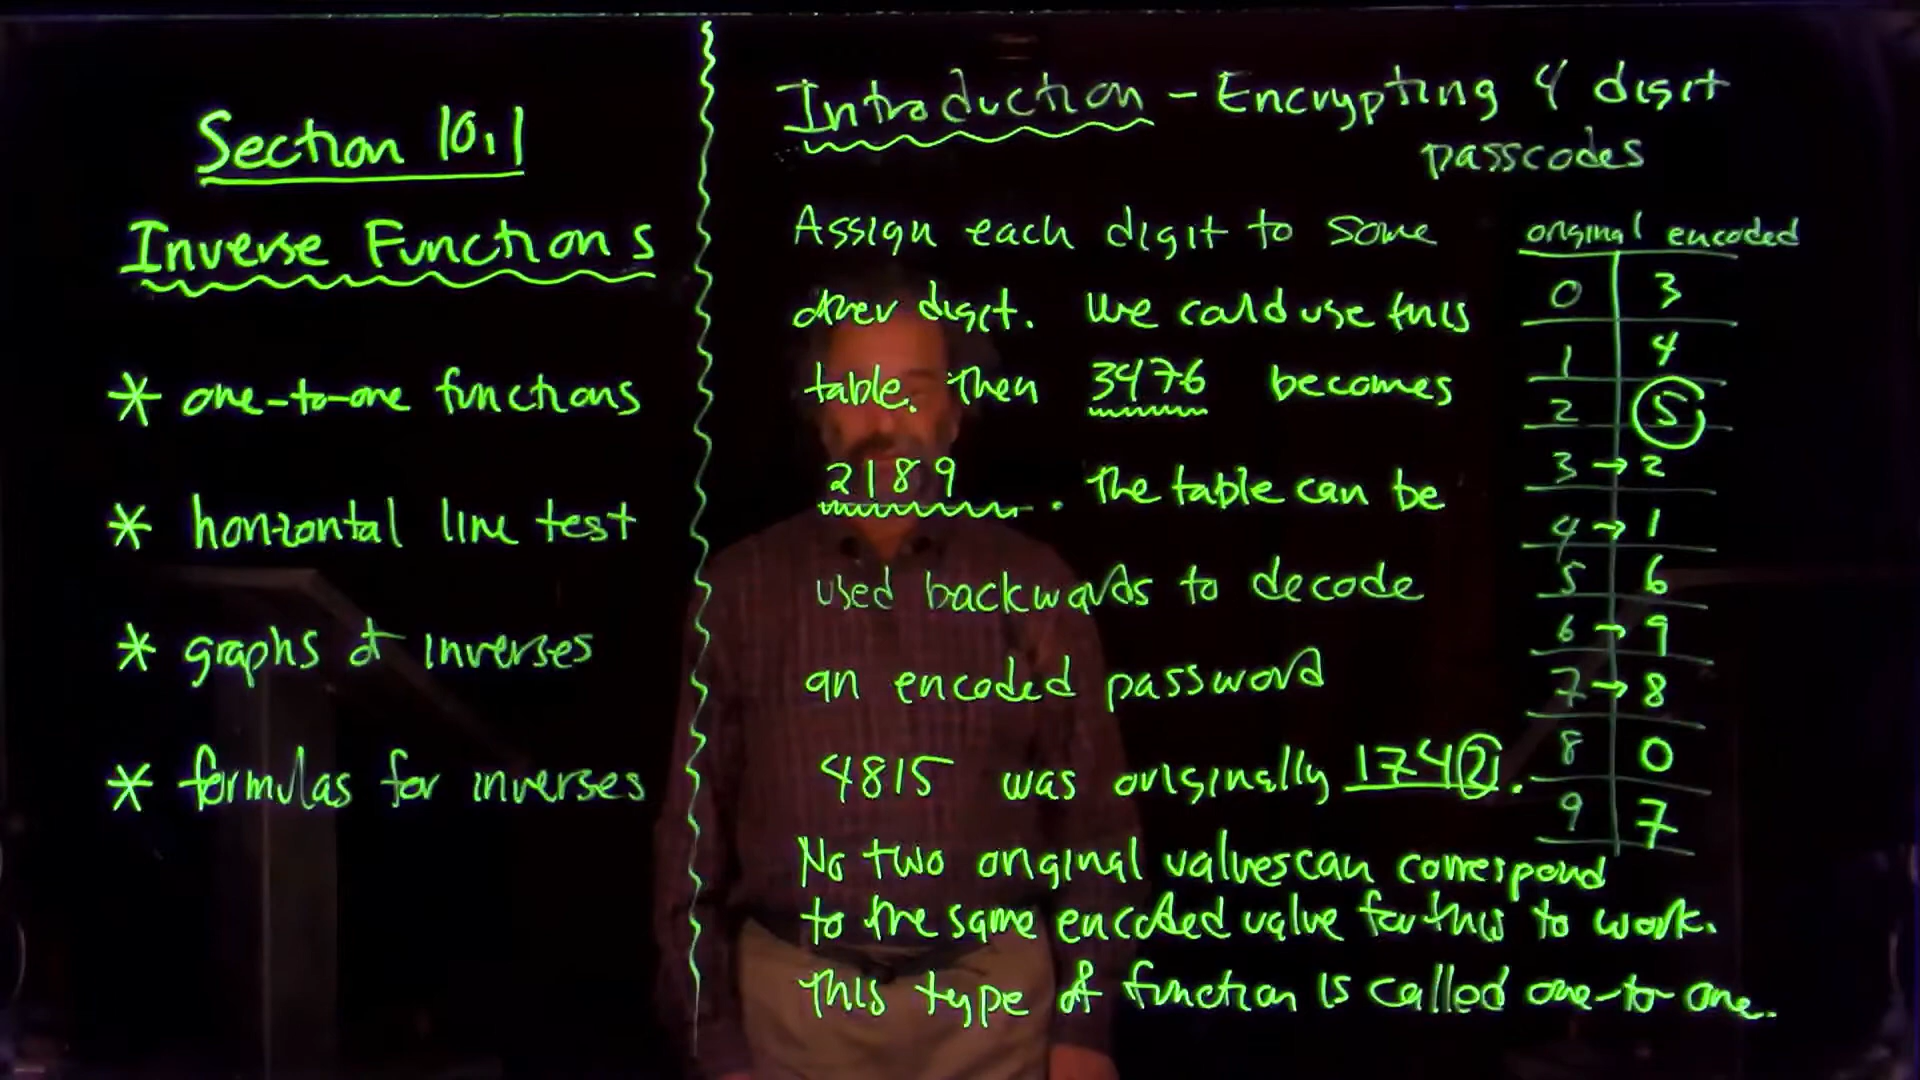 Section 10.1
Inverse Functions
* one-to-one functions
* horizontal line test
* graphs of inverses
* formulas for inverses
Introduction - Encrypting 4 digit
passcodes
Assign each digit to some
other digit. We could use this
table. Then 3476 becomes
2189. The table can be
used backwards to decode
an encoded password
4815 was originally 1742.
No two original values can correspond
to the same encoded value for this to work.
This type of function is called one-to-one.
original encoded
0 3
1 4
2 5
3 → 2
4 → 1
5 6
6 → 9
7 → 8
8 0
9 7